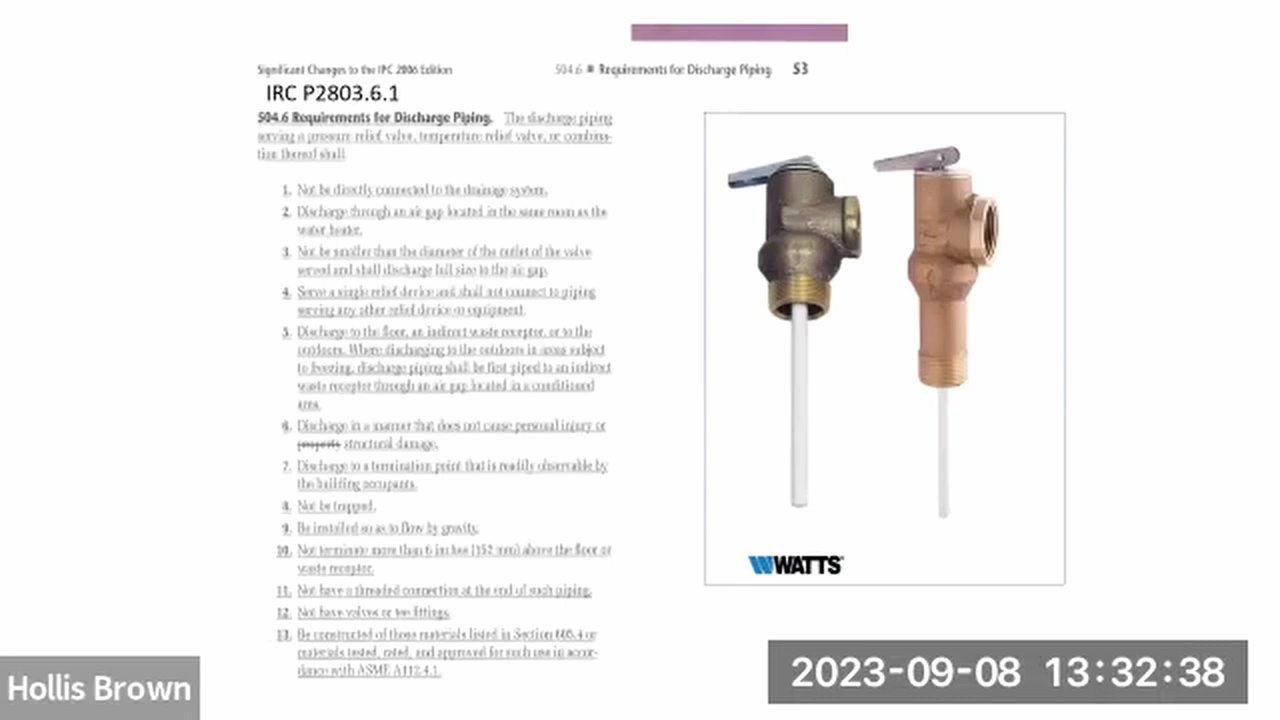 Significant Changes to the IPC 2006 Edition
504.6 ■ Requirements for Discharge Piping 53
IRC P2803.6.1
504.6 Requirements for Discharge Piping. The discharge piping
serving a pressure relief valve, temperature relief valve, or combina-
tion thereof shall
1. Not be directly connected to the drainage system.
2. Discharge through an air gap located in the same room as the
water heater.
3. Not be smaller than the diameter of the outlet of the valve
served and shall discharge full size to the air gap.
4. Serve a single relief device and shall not connect to piping
serving any other relief device or equipment.
5. Discharge to the floor, an indirect waste receptor, or to the
outdoors. Where discharging to the outdoors in areas subject
to freezing, discharge piping shall be first piped to an indirect
waste receptor through an air gap located in a conditioned
area.
6. Discharge in a manner that does not cause personal injury or
property structural damage.
7. Discharge to a termination point that is readily observable by
the building occupants.
8. Not be trapped.
9. Be installed so as to flow by gravity.
10. Not terminate more than 6 inches (152 mm) above the floor or
waste receptor.
11. Not have a threaded connection at the end of such piping.
12. Not have valves or tee fittings.
13. Be constructed of those materials listed in Section 605.4 or
materials tested, rated, and approved for such use in accor-
dance with ASME A112.4.1.
WATTS
Hollis Brown
2023-09-08 13:32:38